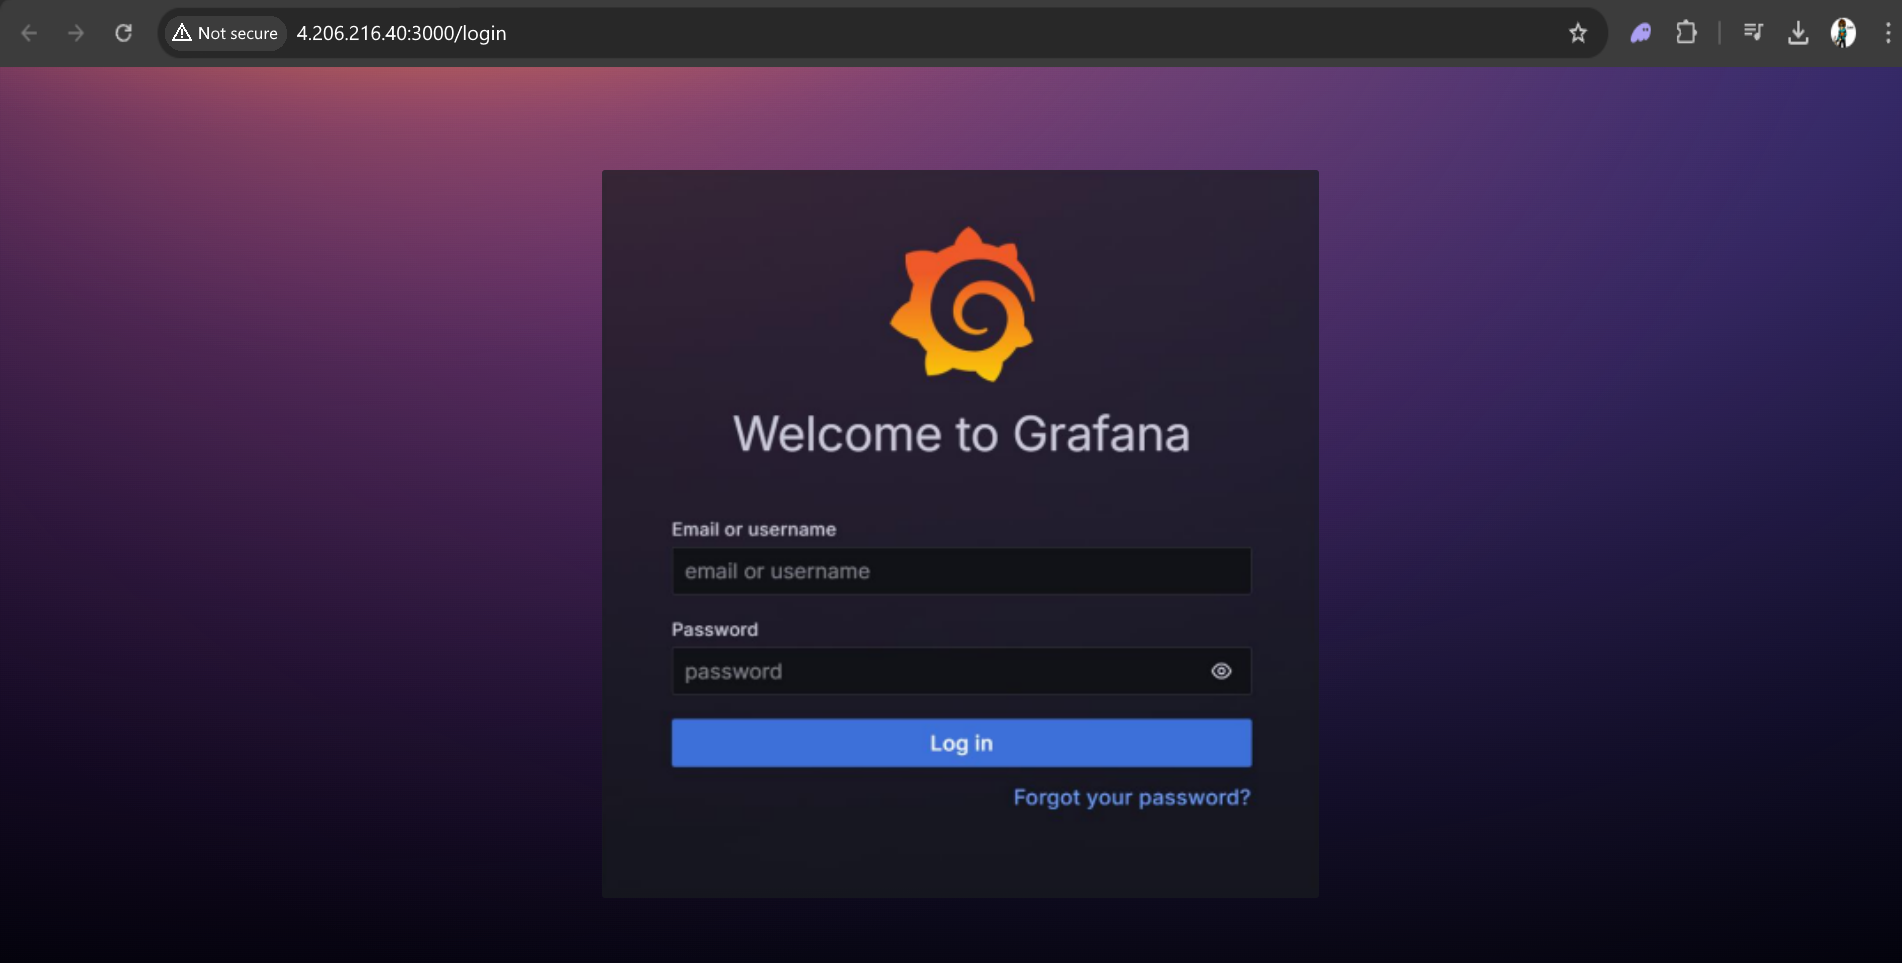 Not secure 4.206.216.40:3000/login
Welcome to Grafana
Email or username
email or username
Password
password
Log in
Forgot your password?